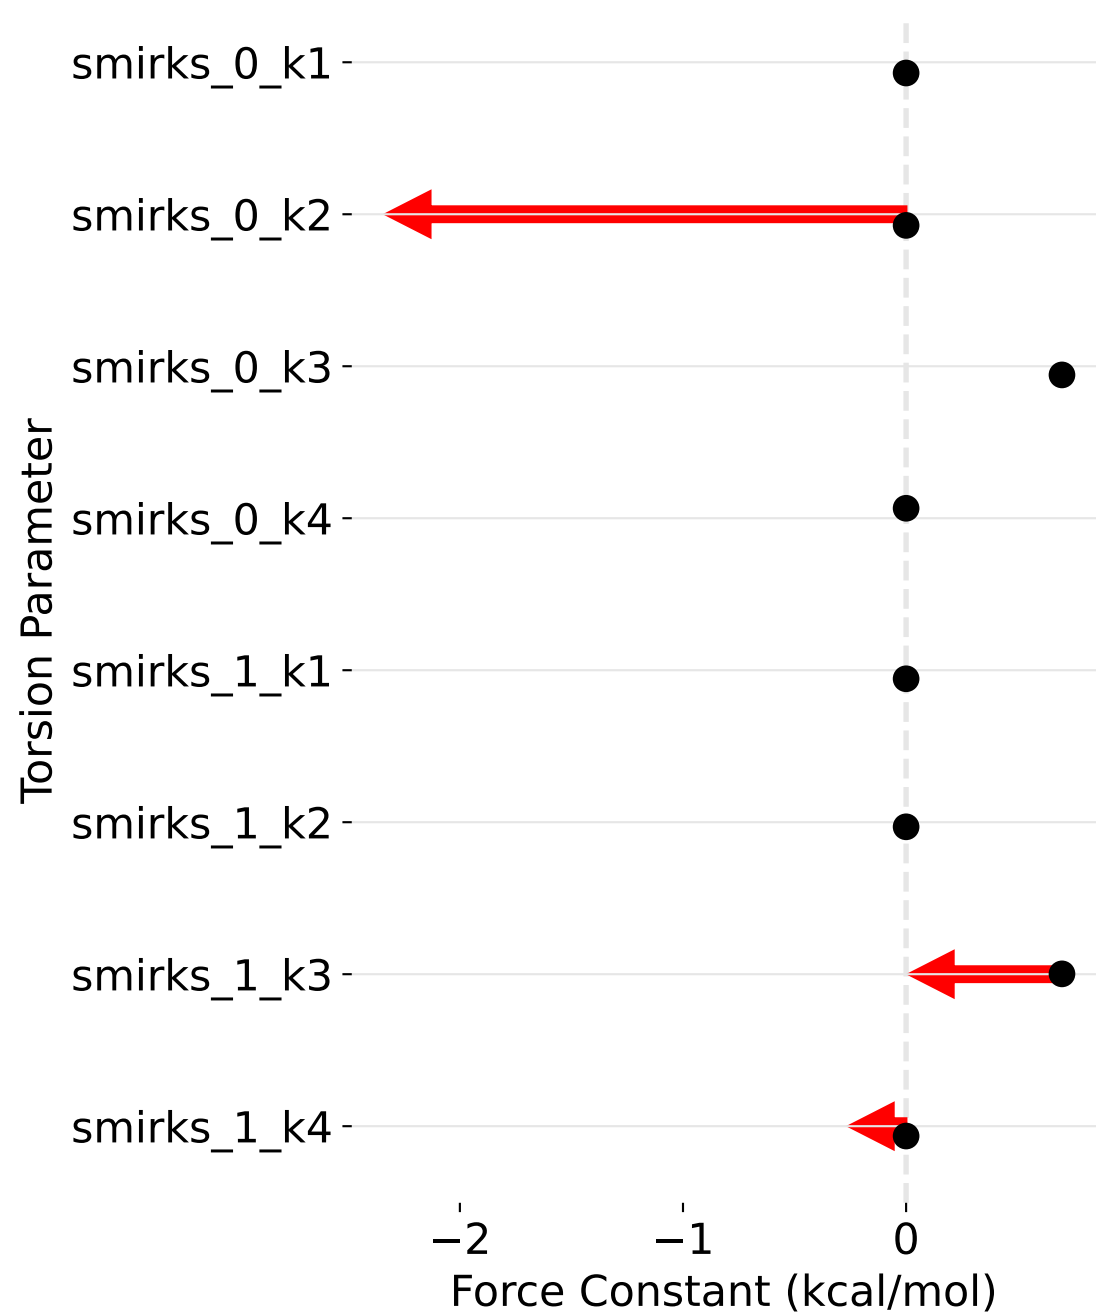 smirks_0_k1
smirks_0_k2
smirks_0_k3
smirks_0_k4
smirks_1_k1
smirks_1_k2
smirks_1_k3
smirks_1_k4
Torsion Parameter
−2
−1
0
Force Constant (kcal/mol)